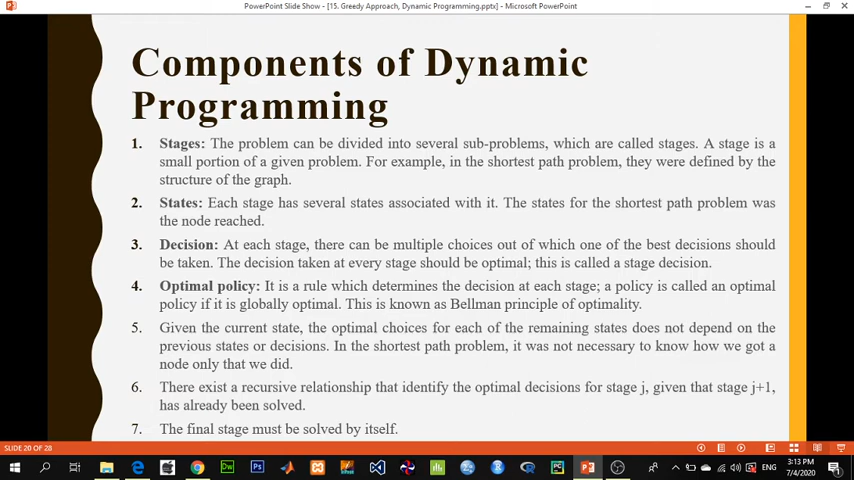 PowerPoint Slide Show - [15. Greedy Approach, Dynamic Programming.pptx] - Microsoft PowerPoint
Components of Dynamic
Programming
1. Stages: The problem can be divided into several sub-problems, which are called stages. A stage is a
small portion of a given problem. For example, in the shortest path problem, they were defined by the
structure of the graph.
2. States: Each stage has several states associated with it. The states for the shortest path problem was
the node reached.
3. Decision: At each stage, there can be multiple choices out of which one of the best decisions should
be taken. The decision taken at every stage should be optimal; this is called a stage decision.
4. Optimal policy: It is a rule which determines the decision at each stage; a policy is called an optimal
policy if it is globally optimal. This is known as Bellman principle of optimality.
5. Given the current state, the optimal choices for each of the remaining states does not depend on the
previous states or decisions. In the shortest path problem, it was not necessary to know how we got a
node only that we did.
6. There exist a recursive relationship that identify the optimal decisions for stage j, given that stage j+1,
has already been solved.
7. The final stage must be solved by itself.
SLIDE 20 OF 28
Dw Ps PC ENG 3:13 PM
7/4/2020